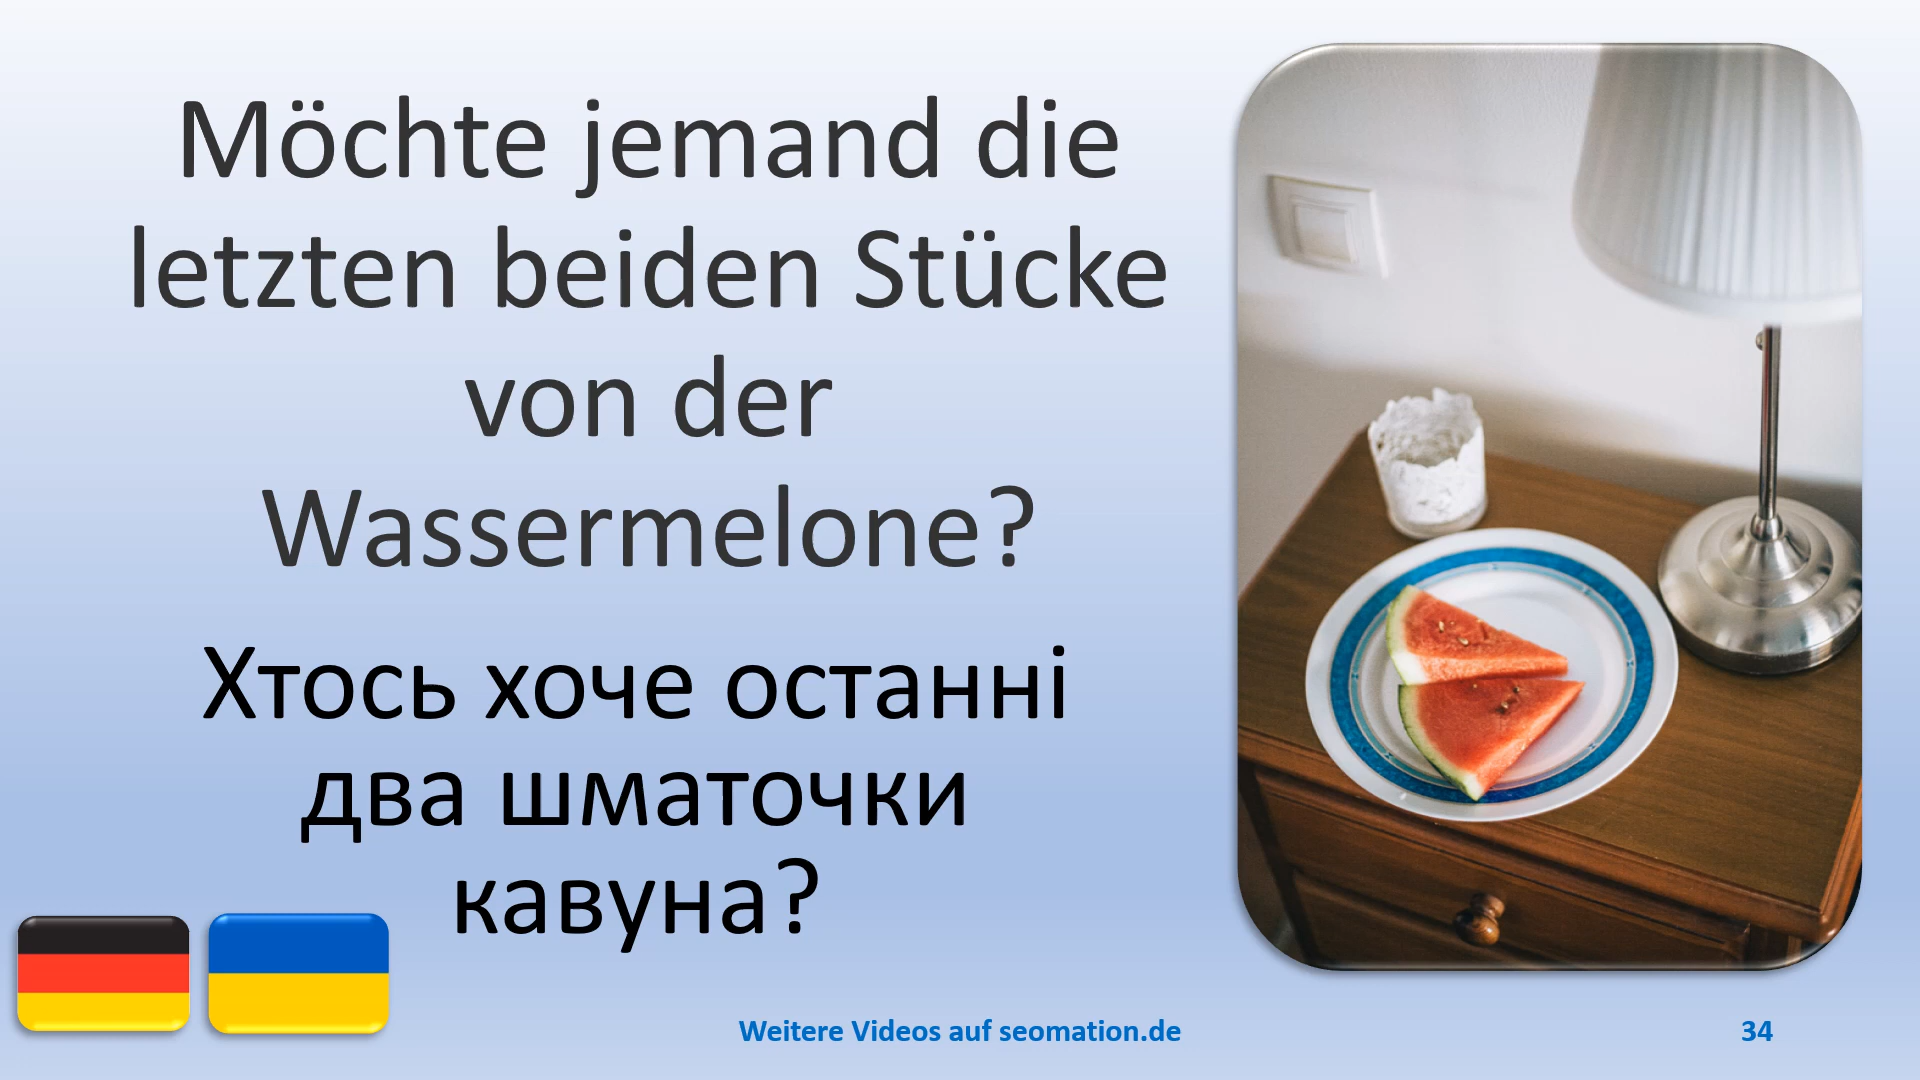 Möchte jemand die
letzten beiden Stücke
von der
Wassermelone?
Хтось хоче останні
два шматочки
кавуна?
Weitere Videos auf seomation.de
34